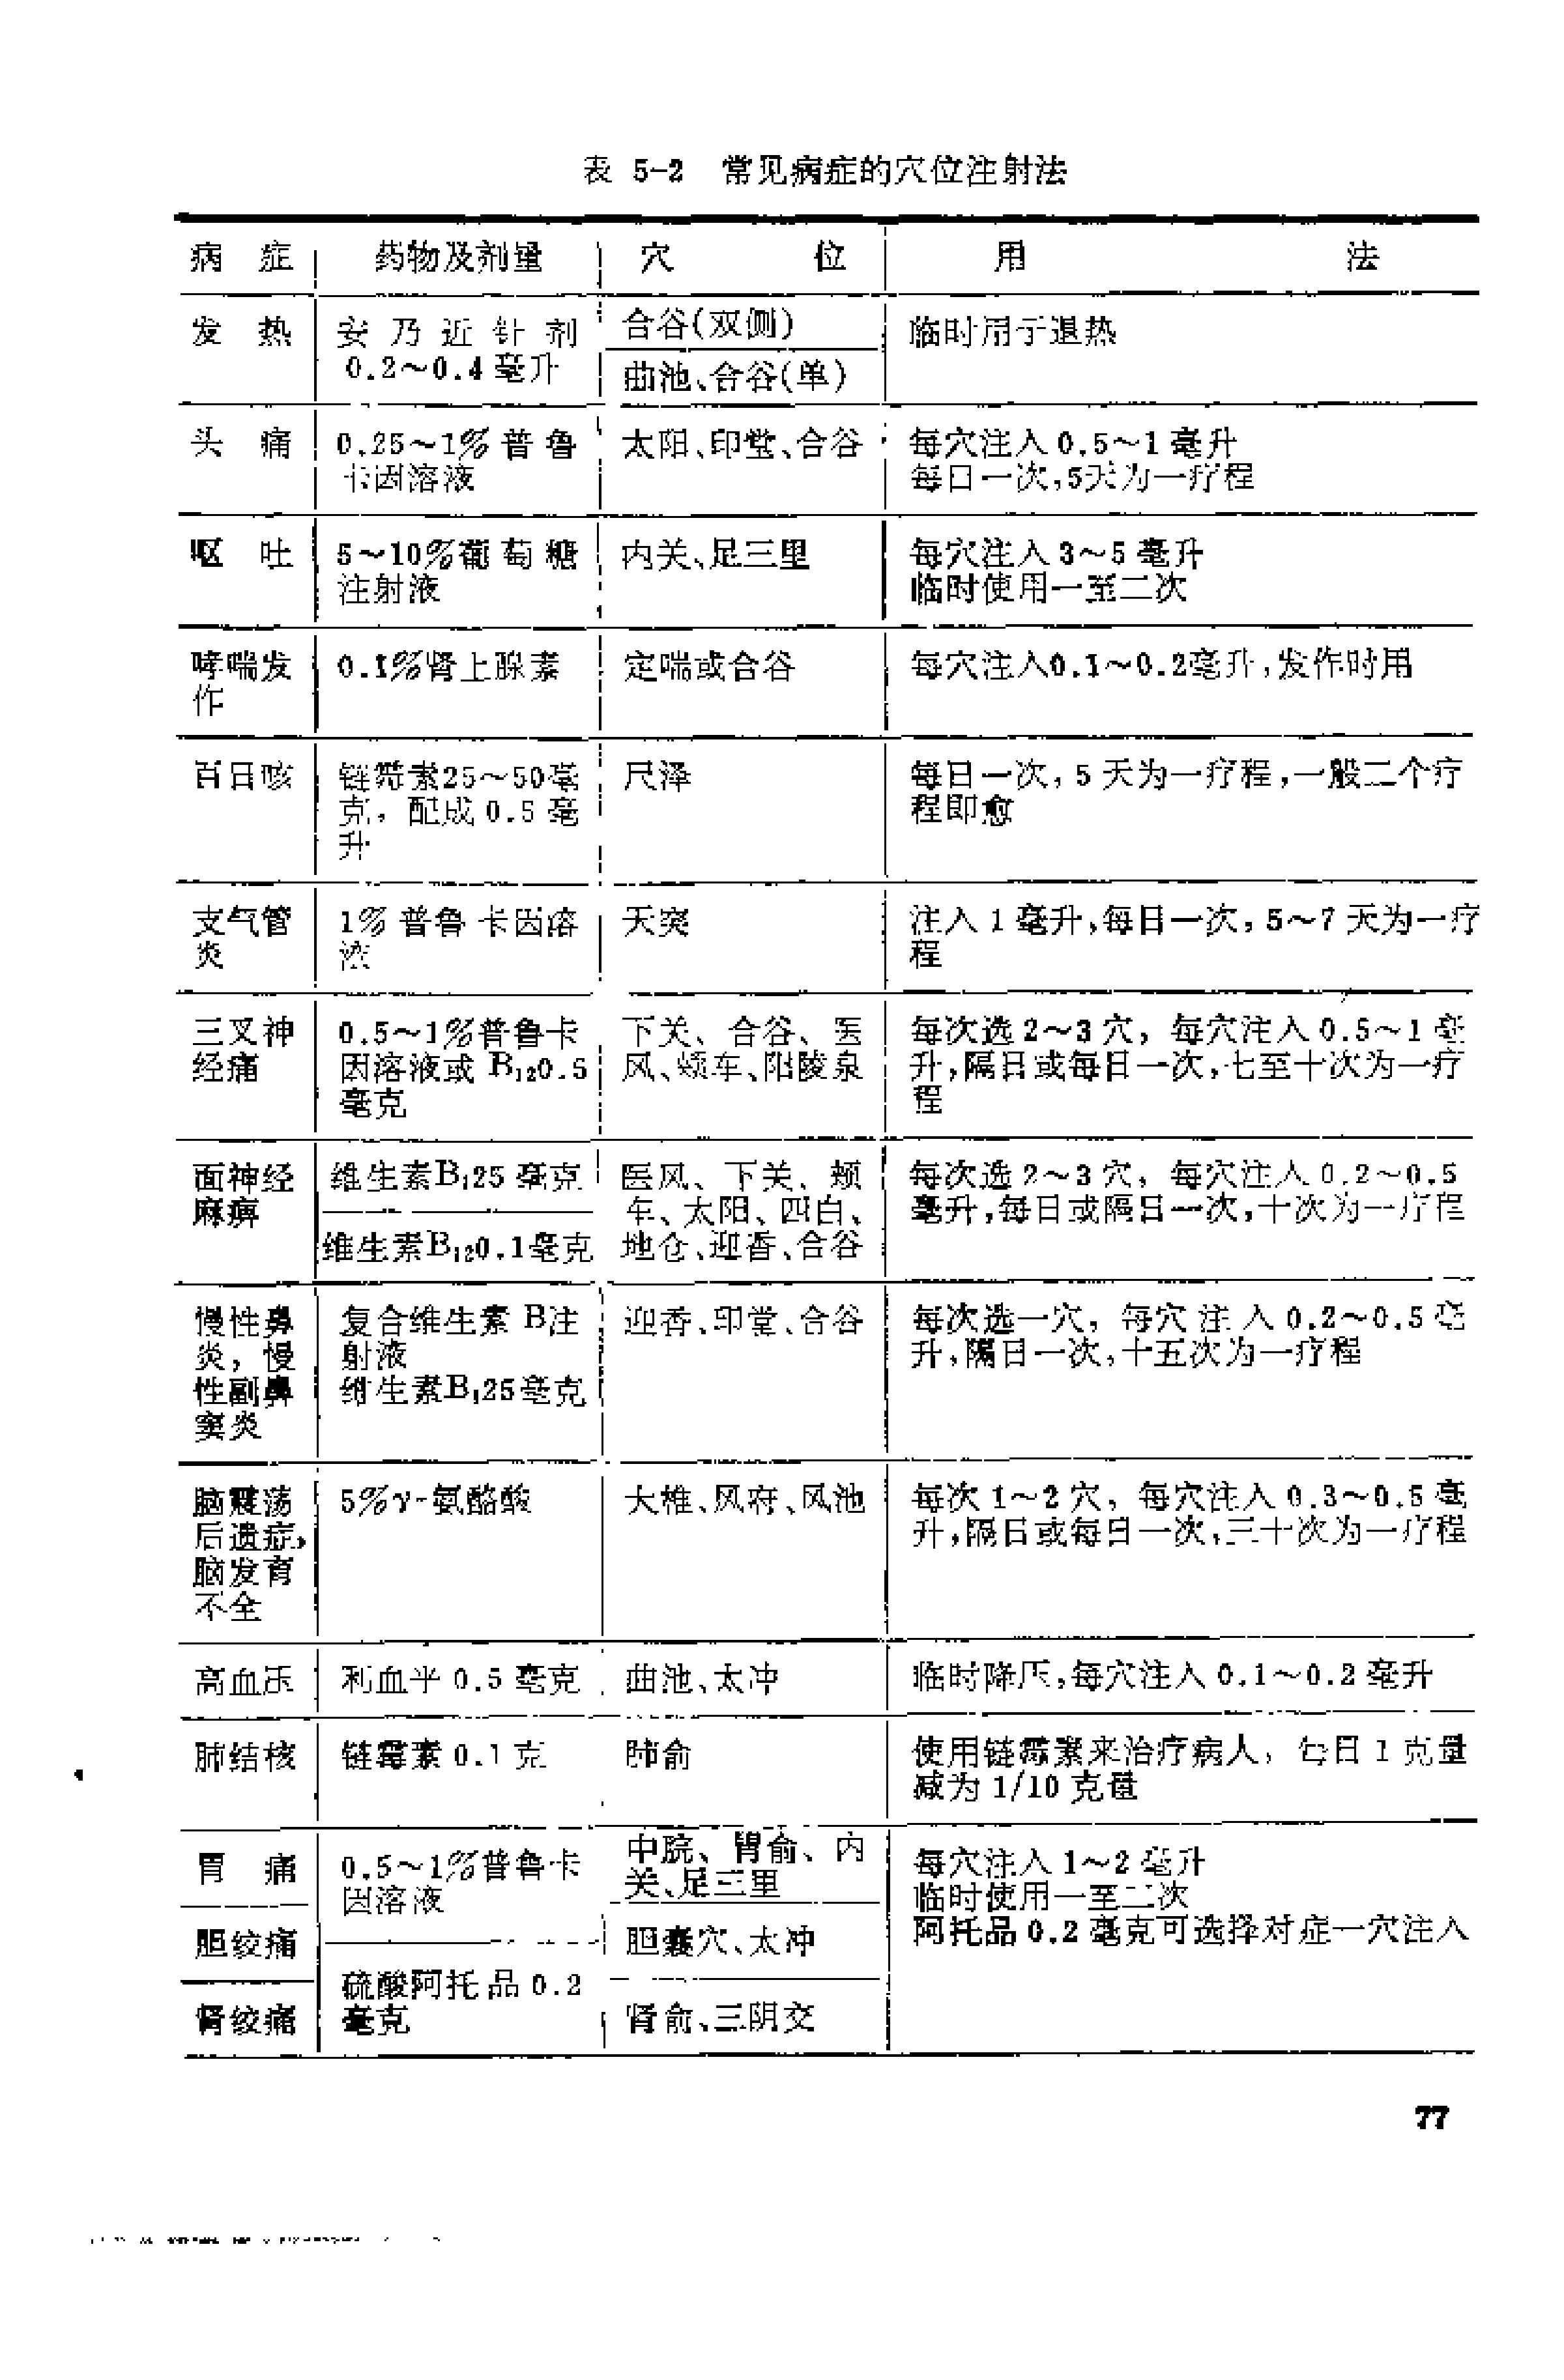 表 5-2 常见病症的穴位注射法
病 症 药物及剂量 穴 位 用 法
发 热 安乃近针剂 合谷(双侧) 临时用于退热
0.2~0.4毫升 曲池、合谷(单)
头 痛 0.25~1%普鲁 太阳、印堂、合谷 每穴注入0.5~1毫升
卡因溶液 每日一次,5天为一疗程
呕 吐 5~10%葡萄糖 内关、足三里 每穴注入3~5毫升
注射液 临时使用一至二次
哮喘发 0.1%肾上腺素 定喘或合谷 每穴注入0.1~0.2毫升,发作时用
作
百日咳 链霉素25~50毫 尺泽 每日一次,5天为一疗程,一般二个疗
克,配成0.5毫 程即愈
升
支气管 1%普鲁卡因溶 天突 注入1毫升,每日一次,5~7天为一疗
炎 液 程
三叉神 0.5~1%普鲁卡 下关、合谷、医 每次选2~3穴,每穴注入0.5~1毫
经痛 因溶液或B₁₂0.5 风、颊车、阳陵泉 升,隔日或每日一次,七至十次为一疗
毫克 程
面神经 维生素B₁25毫克 医风、下关、颊 每次选2~3穴,每穴注入0.2~0.5
麻痹 车、太阳、四白、 毫升,每日或隔日一次,十次为一疗程
维生素B₁₂0.1毫克 地仓、迎香、合谷
慢性鼻 复合维生素B注 迎香、印堂、合谷 每次选一穴,每穴注入0.2~0.5毫
炎,慢 射液 升,隔日一次,十五次为一疗程
性副鼻 维生素B₁25毫克
窦炎
脑震荡 5%γ-氨酪酸 大椎、风府、风池 每次1~2穴,每穴注入0.3~0.5毫
后遗症, 升,隔日或每日一次,三十次为一疗程
脑发育
不全
高血压 利血平0.5毫克 曲池、太冲 临时降压,每穴注入0.1~0.2毫升
肺结核 链霉素0.1克 肺俞 使用链霉素来治疗病人,每日1克量
减为1/10克量
中脘、胃俞、内
胃 痛 0.5~1%普鲁卡 关、足三里 每穴注入1~2毫升
因溶液 临时使用一至二次
胆绞痛 胆囊穴、太冲 阿托品0.2毫克可选择对症一穴注入
硫酸阿托品0.2
肾绞痛 毫克 肾俞、三阴交
77